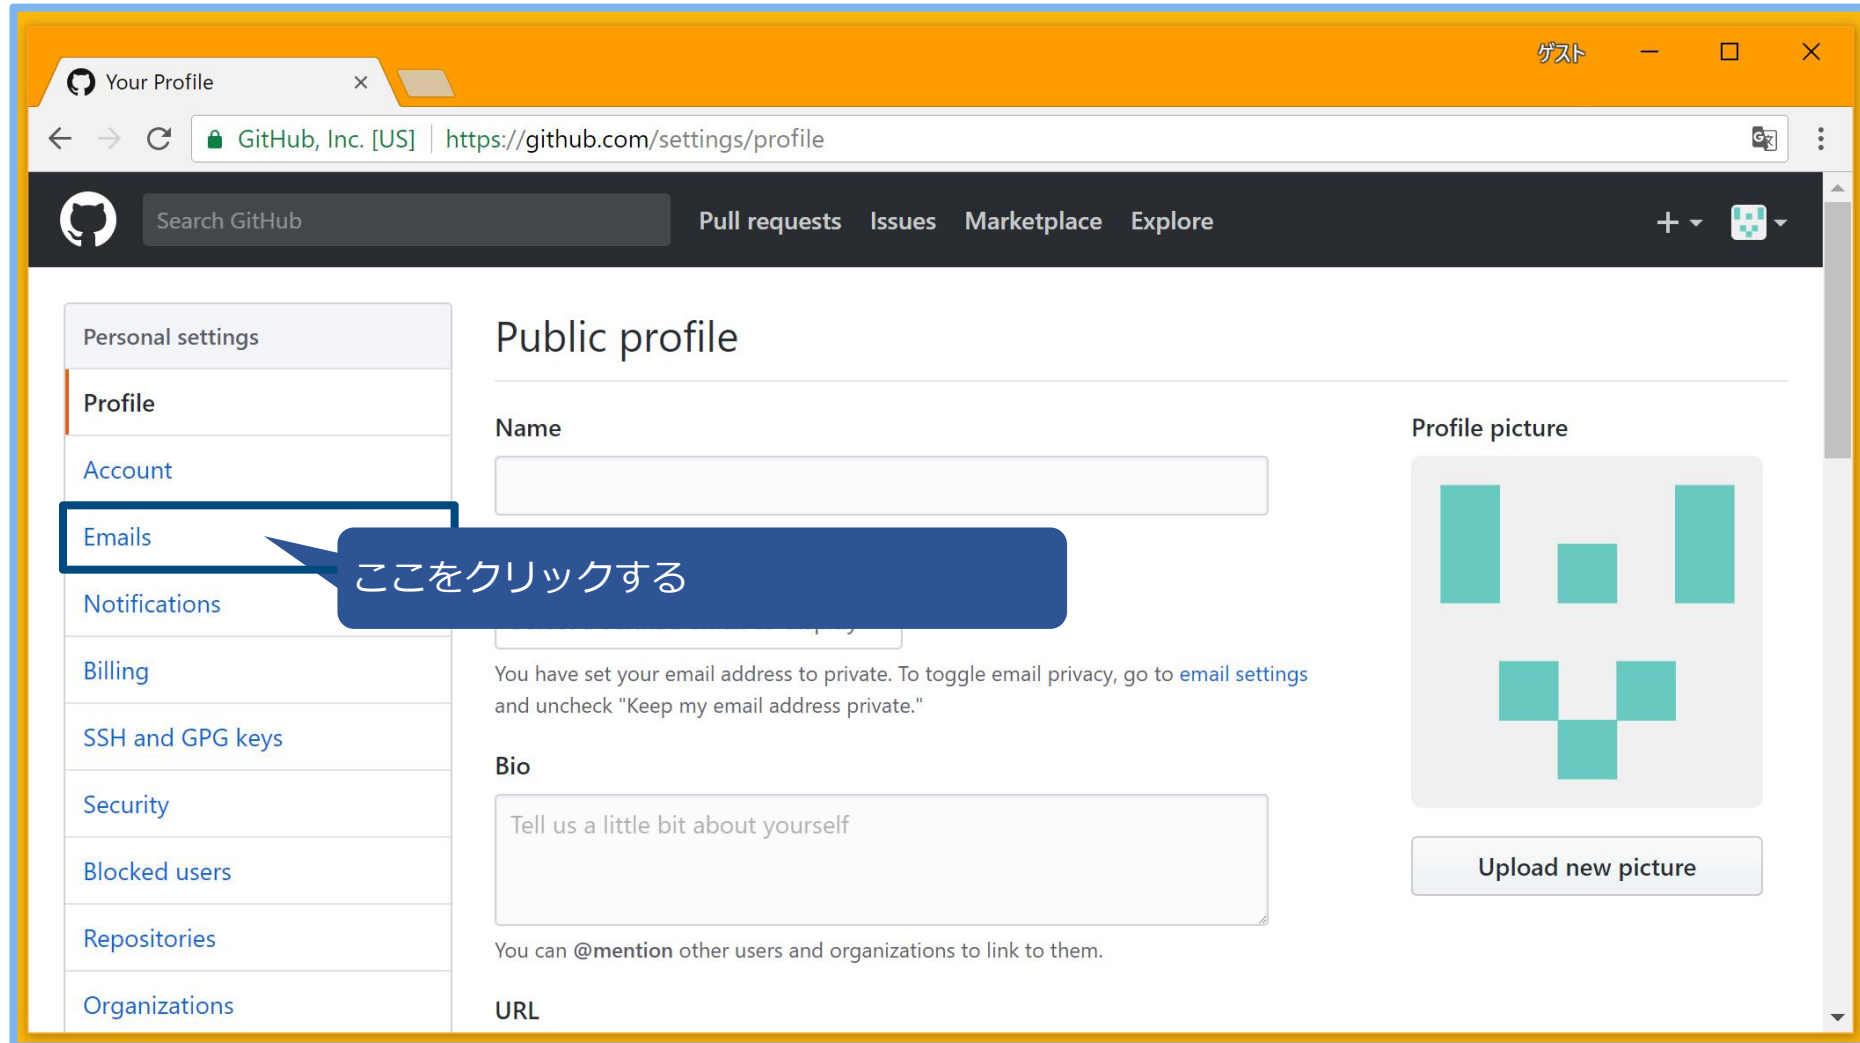 ゲスト
Your Profile
GitHub, Inc. [US] https://github.com/settings/profile
Search GitHub Pull requests Issues Marketplace Explore
Personal settings
Profile
Account
Emails
Notifications
Billing
SSH and GPG keys
Security
Blocked users
Repositories
Organizations
ここをクリックする
Public profile
Name
You have set your email address to private. To toggle email privacy, go to email settings
and uncheck "Keep my email address private."
Bio
Tell us a little bit about yourself
You can @mention other users and organizations to link to them.
URL
Profile picture
Upload new picture